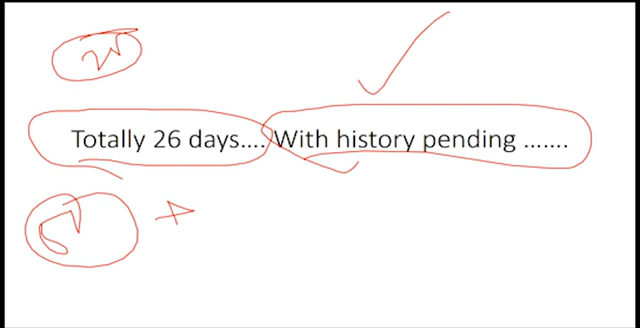 Totally 26 days.... With history pending .......